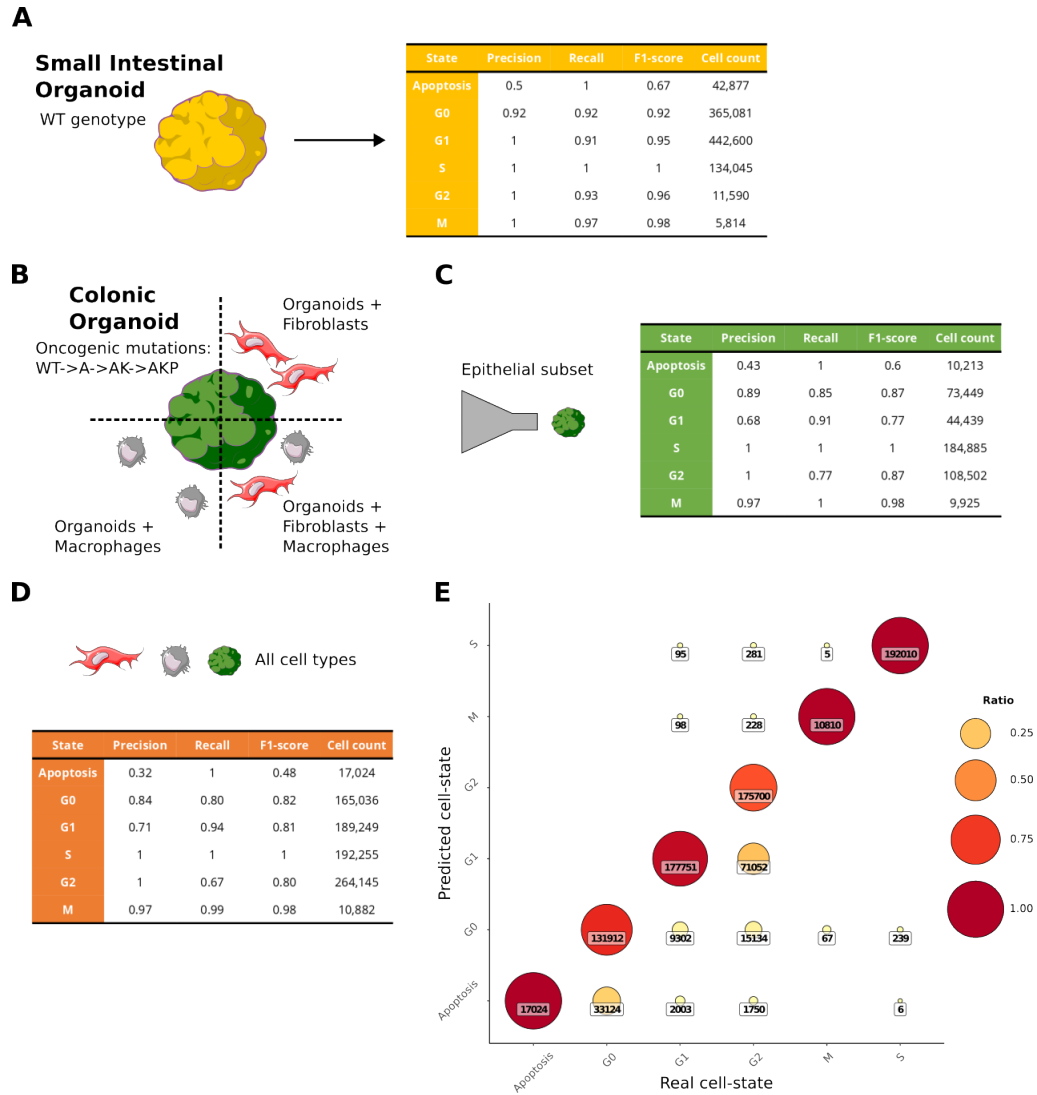 A
Small Intestinal
Organoid
WT genotype
State Precision Recall F1-score Cell count
Apoptosis 0.5 1 0.67 42,877
G0 0.92 0.92 0.92 365,081
G1 1 0.91 0.95 442,600
S 1 1 1 134,045
G2 1 0.93 0.96 11,590
M 1 0.97 0.98 5,814
B
Colonic
Organoid
Oncogenic mutations:
WT->A->AK->AKP
Organoids +
Fibroblasts
Organoids +
Macrophages
Organoids +
Fibroblasts +
Macrophages
C
Epithelial subset
State Precision Recall F1-score Cell count
Apoptosis 0.43 1 0.6 10,213
G0 0.89 0.85 0.87 73,449
G1 0.68 0.91 0.77 44,439
S 1 1 1 184,885
G2 1 0.77 0.87 108,502
M 0.97 1 0.98 9,925
D
All cell types
State Precision Recall F1-score Cell count
Apoptosis 0.32 1 0.48 17,024
G0 0.84 0.80 0.82 165,036
G1 0.71 0.94 0.81 189,249
S 1 1 1 192,255
G2 1 0.67 0.80 264,145
M 0.97 0.99 0.98 10,882
E
Predicted cell-state
S 95 281 5 192010
M 98 228 10810
G2 175700
G1 177751 71052
G0 131912 9302 15134 67 239
Apoptosis 17024 33124 2003 1750 6
Apoptosis G0 G1 G2 M S
Real cell-state
Ratio
0.25
0.50
0.75
1.00